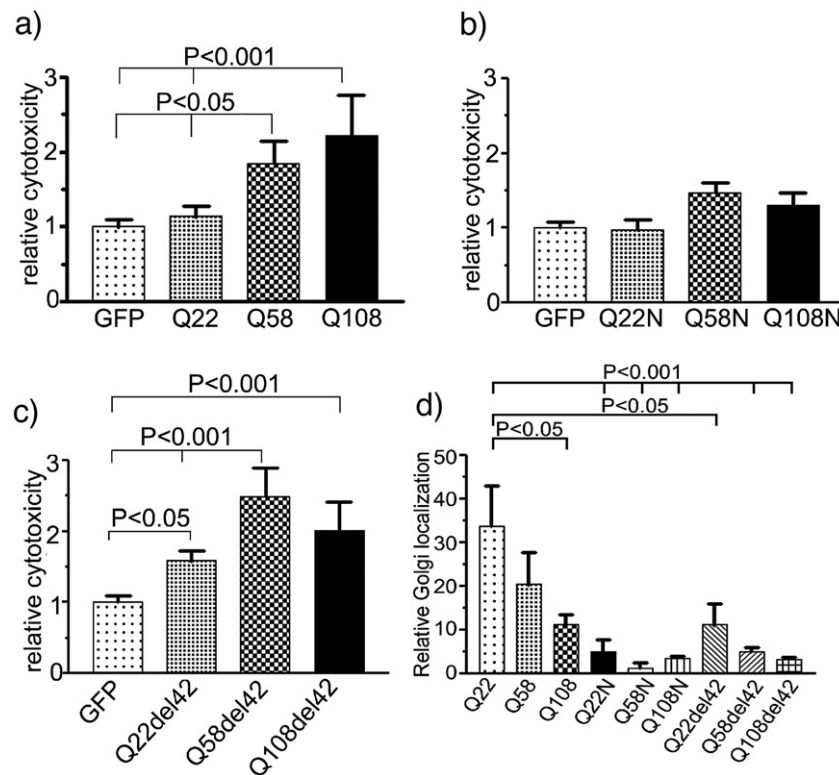 a)
P<0.001
P<0.05
relative cytotoxicity
3
2
1
0
GFP Q22 Q58 Q108
b)
relative cytotoxicity
3
2
1
0
GFP Q22N Q58N Q108N
c)
P<0.001
P<0.001
P<0.05
Relative cytotoxicity
3
2
1
0
GFP
Q22del42
Q58del42
Q108del42
d)
P<0.001
P<0.05
P<0.05
Relative Golgi localization
50
40
30
20
10
0
Q22
Q58
Q108
Q22N
Q58N
Q108N
Q22del42
Q58del42
Q108del42